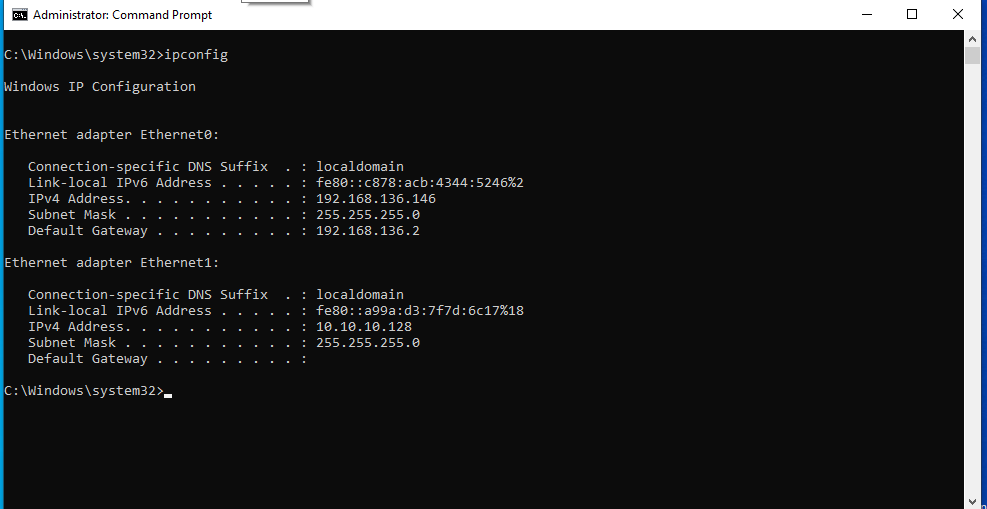 Administrator: Command Prompt
C:\Windows\system32>ipconfig
Windows IP Configuration
Ethernet adapter Ethernet0:
Connection-specific DNS Suffix  . : localdomain
Link-local IPv6 Address . . . . . : fe80::c878:acb:4344:5246%2
IPv4 Address. . . . . . . . . . . : 192.168.136.146
Subnet Mask . . . . . . . . . . . : 255.255.255.0
Default Gateway . . . . . . . . . : 192.168.136.2
Ethernet adapter Ethernet1:
Connection-specific DNS Suffix  . : localdomain
Link-local IPv6 Address . . . . . : fe80::a99a:d3:7f7d:6c17%18
IPv4 Address. . . . . . . . . . . : 10.10.10.128
Subnet Mask . . . . . . . . . . . : 255.255.255.0
Default Gateway . . . . . . . . . :
C:\Windows\system32>